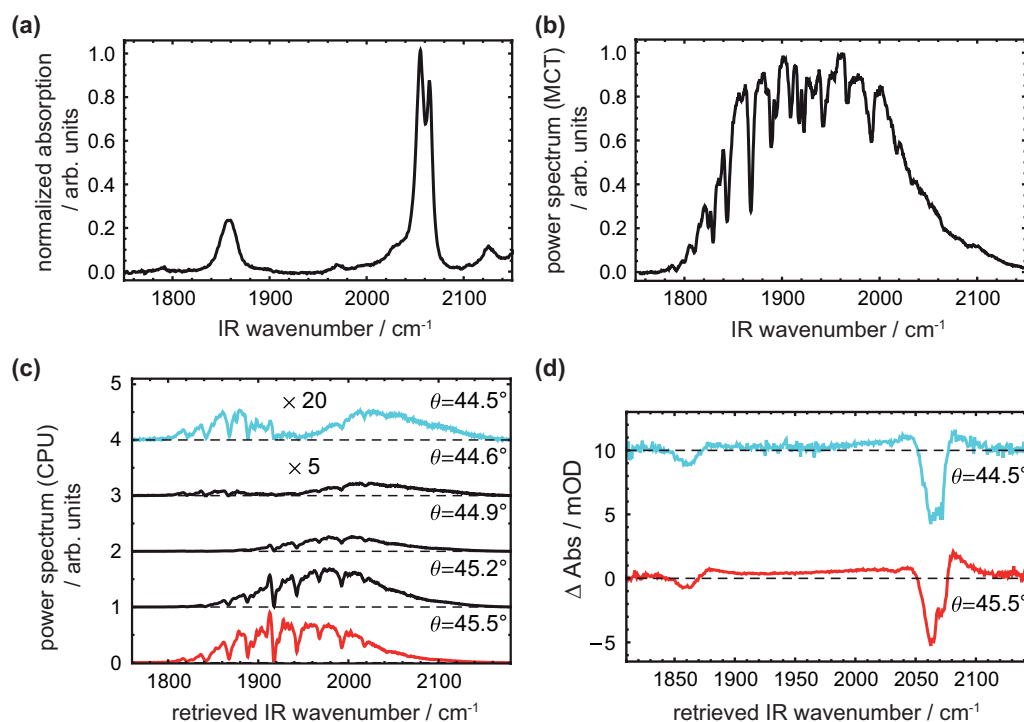 (a)
normalized absorption
/ arb. units
1.0
0.8
0.6
0.4
0.2
0.0
1800
1900
2000
2100
IR wavenumber / cm⁻¹
(b)
power spectrum (MCT)
/ arb. units
1.0
0.8
0.6
0.4
0.2
0.0
1800
1900
2000
2100
IR wavenumber / cm⁻¹
(c)
power spectrum (CPU)
/ arb. units
5
4
3
2
1
0
× 20
θ=44.5°
θ=44.6°
× 5
θ=44.9°
θ=45.2°
θ=45.5°
1800
1900
2000
2100
retrieved IR wavenumber / cm⁻¹
(d)
Δ Abs / mOD
10
5
0
−5
θ=44.5°
θ=45.5°
1850
1900
1950
2000
2050
2100
retrieved IR wavenumber / cm⁻¹